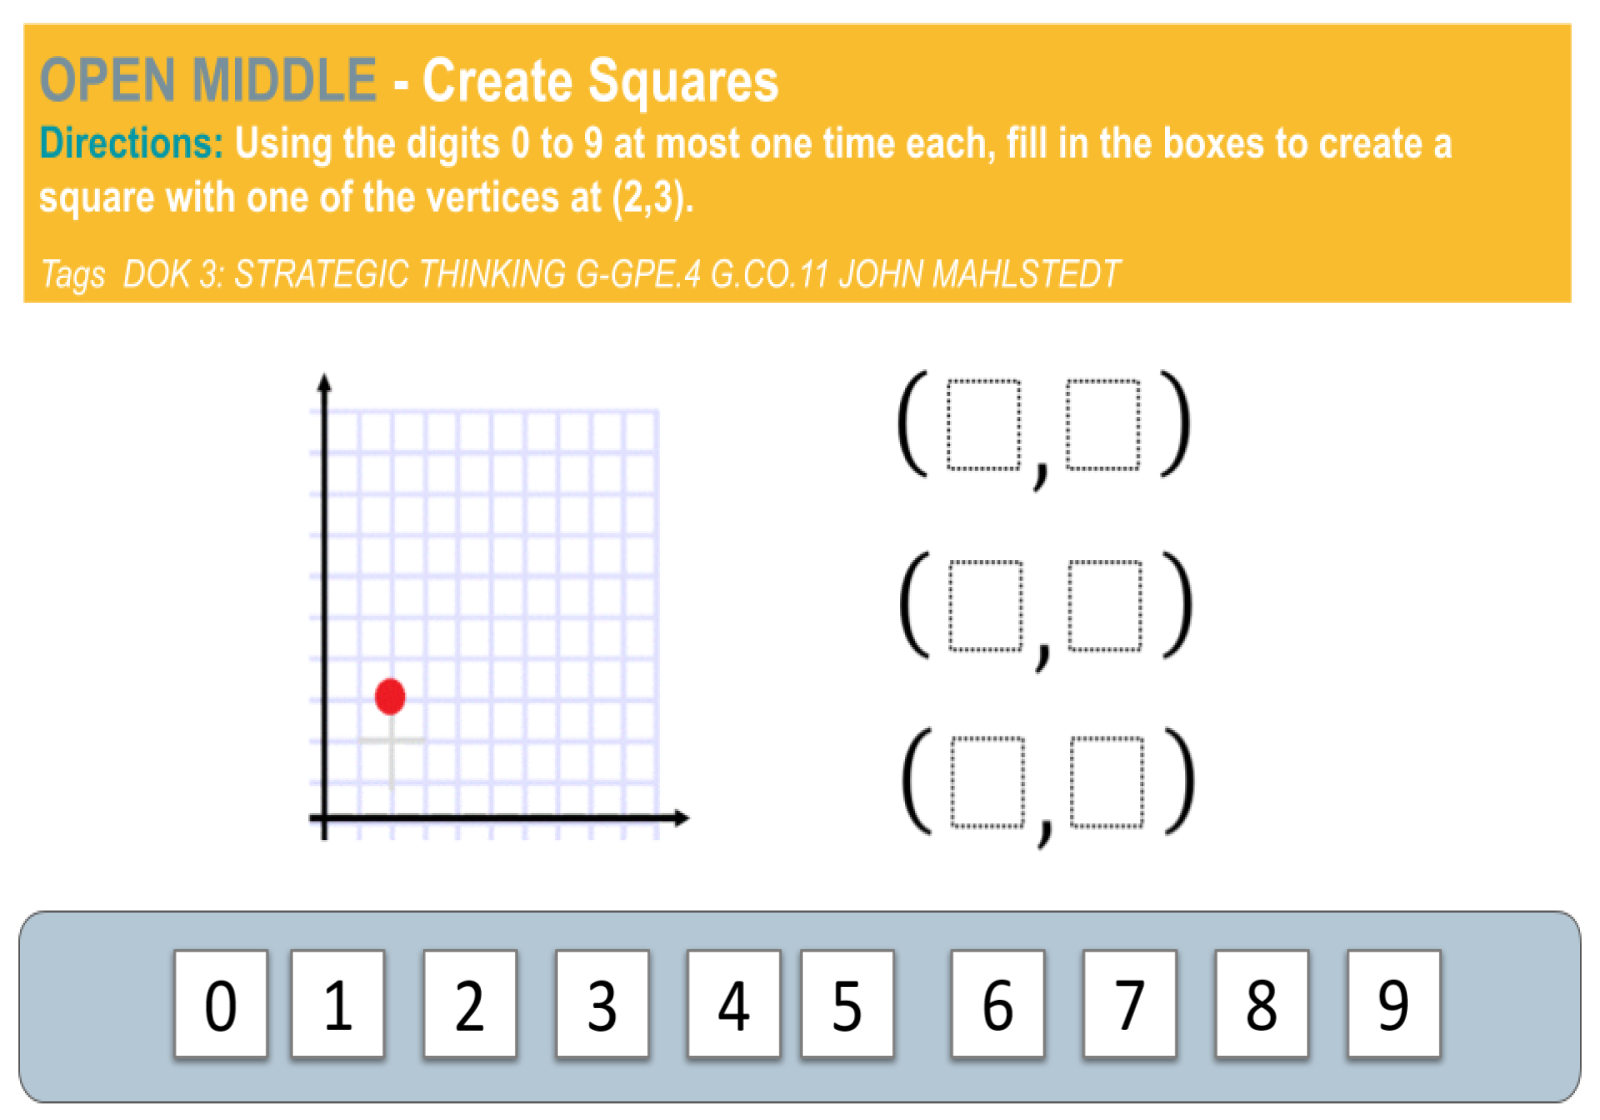 OPEN MIDDLE - Create Squares
Directions: Using the digits 0 to 9 at most one time each, fill in the boxes to create a
square with one of the vertices at (2,3).
Tags DOK 3: STRATEGIC THINKING G-GPE.4 G.CO.11 JOHN MAHLSTEDT
( , )
( , )
( , )
0 1 2 3 4 5 6 7 8 9